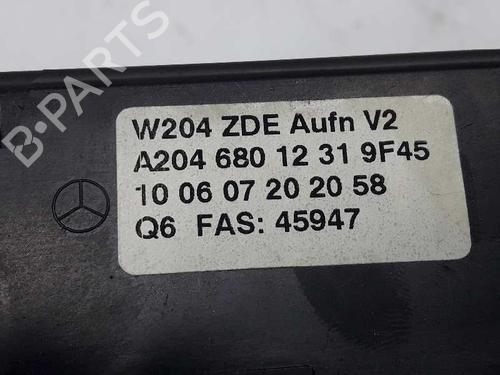 B-PARTS
W204 ZDE Aufn V2
A204 680 12 31 9F45
10 06 07 20 20 58
Q6 FAS: 45947